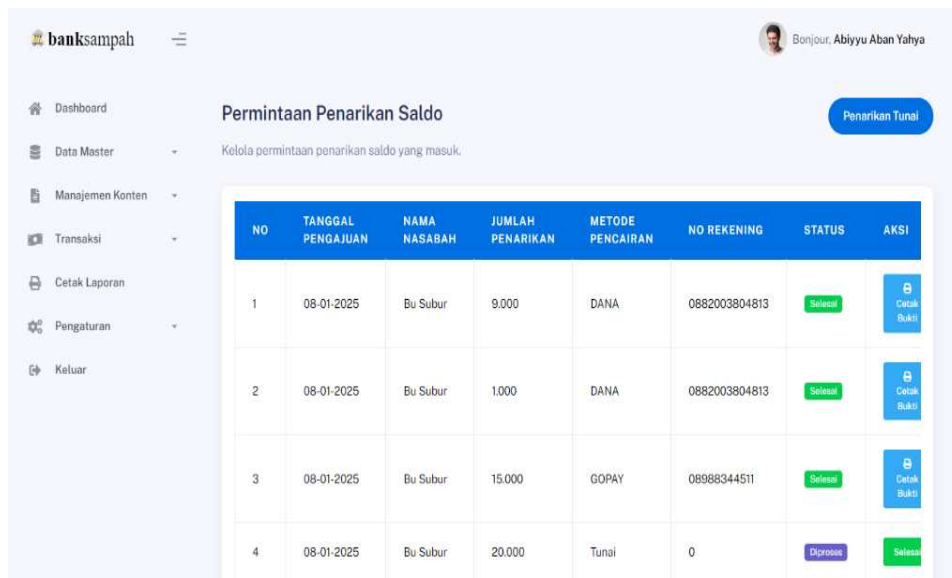 banksampah
Bonjour, Abiyyu Aban Yahya
Dashboard
Data Master
Manajemen Konten
Transaksi
Cetak Laporan
Pengaturan
Keluar
Permintaan Penarikan Saldo
Penarikan Tunai
Kelola permintaan penarikan saldo yang masuk.
NO TANGGAL PENGAJUAN NAMA NASABAH JUMLAH PENARIKAN METODE PENCAIRAN NO REKENING STATUS AKSI
1 08-01-2025 Bu Subur 9.000 DANA 0882003804813 Selesai Cetak Bukti
2 08-01-2025 Bu Subur 1.000 DANA 0882003804813 Selesai Cetak Bukti
3 08-01-2025 Bu Subur 15.000 GOPAY 08988344511 Selesai Cetak Bukti
4 08-01-2025 Bu Subur 20.000 Tunai 0 Diproses Selesai